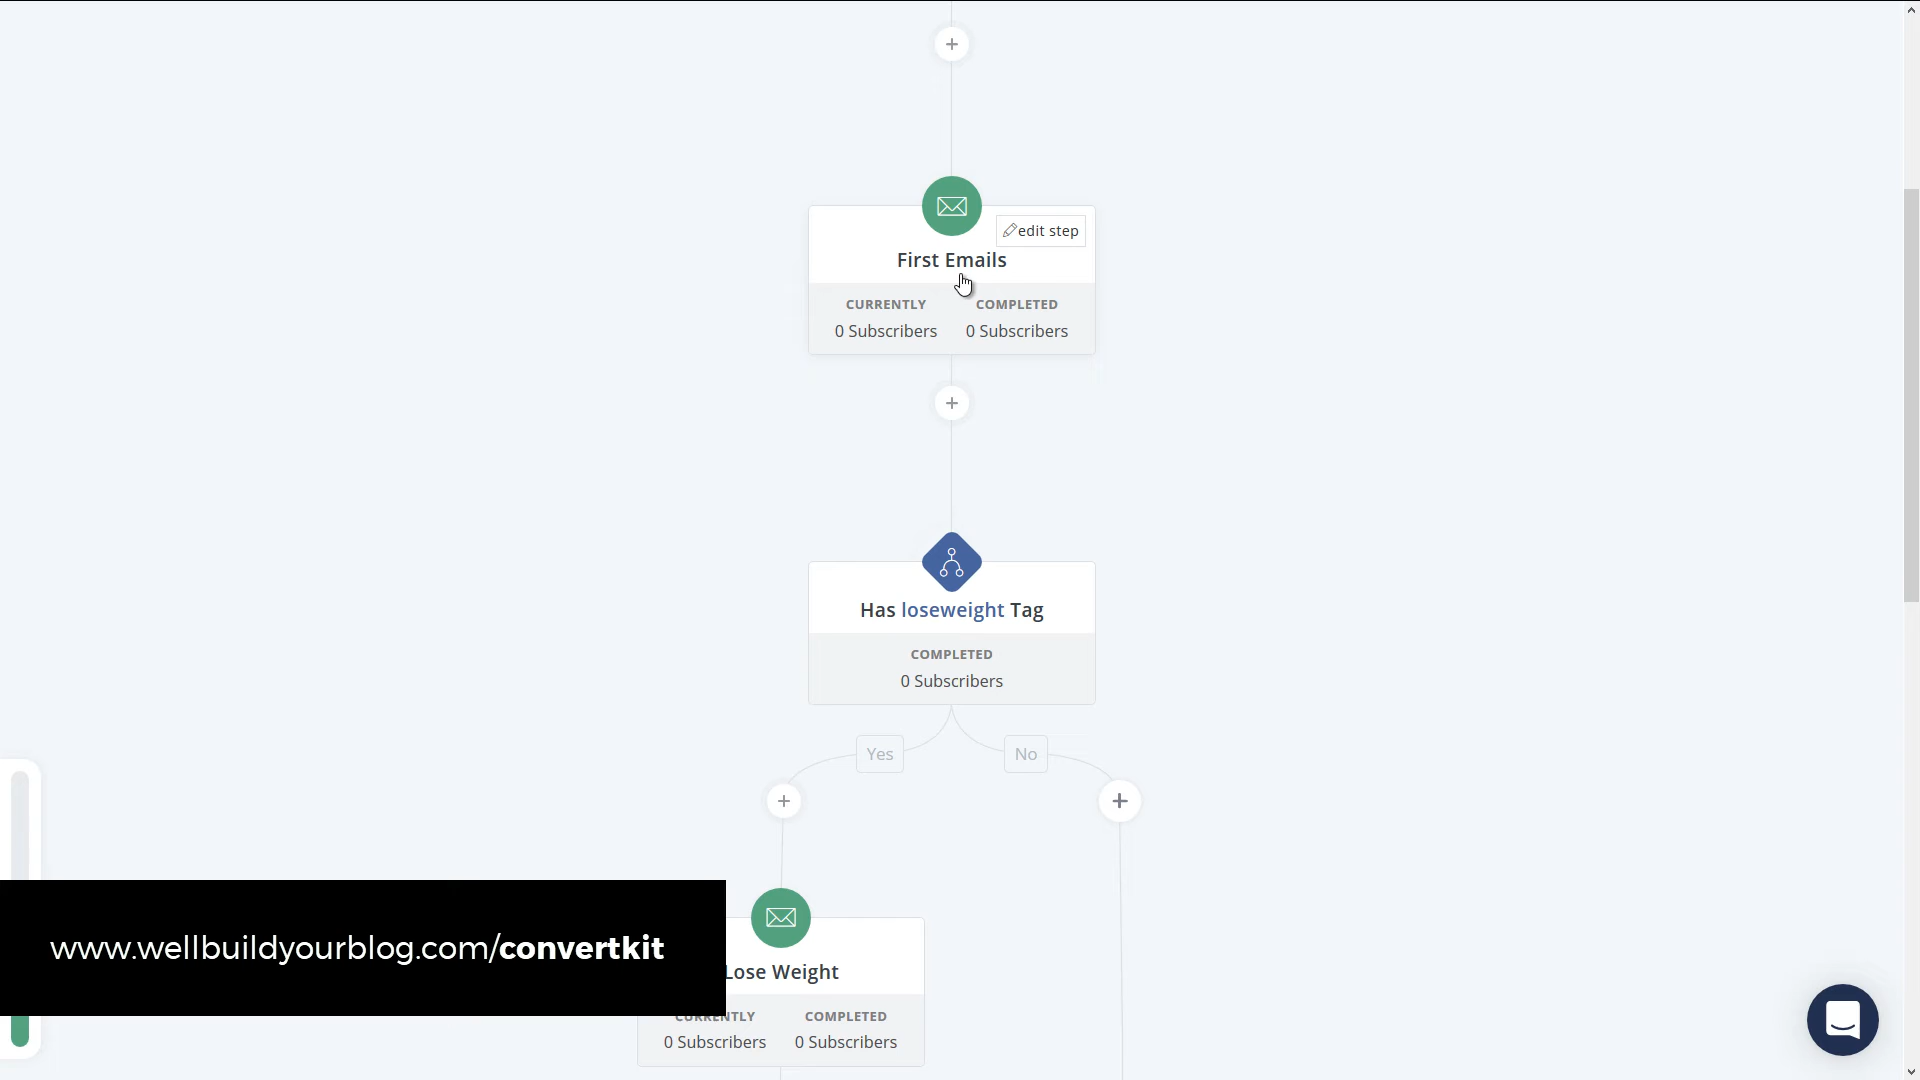 edit step
First Emails
CURRENTLY COMPLETED
0 Subscribers 0 Subscribers
Has loseweight Tag
COMPLETED
0 Subscribers
Yes No
Lose Weight
CURRENTLY COMPLETED
0 Subscribers 0 Subscribers
www.wellbuildyourblog.com/convertkit